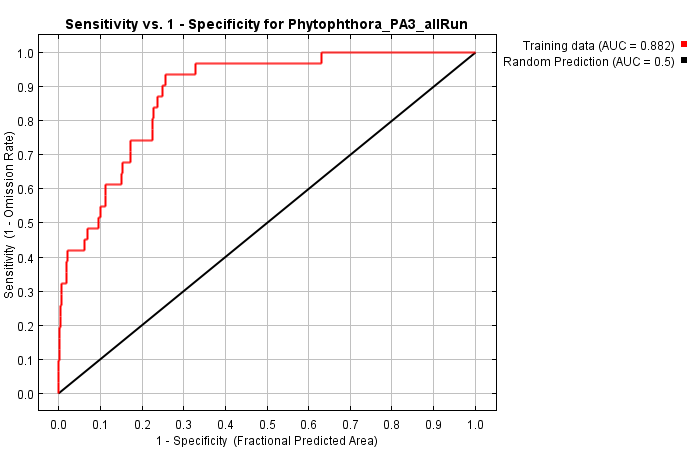 Sensitivity vs. 1 - Specificity for Phytophthora_PA3_allRun
Training data (AUC = 0.882)
Random Prediction (AUC = 0.5)
Sensitivity (1 - Omission Rate)
1.0
0.9
0.8
0.7
0.6
0.5
0.4
0.3
0.2
0.1
0.0
0.0 0.1 0.2 0.3 0.4 0.5 0.6 0.7 0.8 0.9 1.0
1 - Specificity (Fractional Predicted Area)